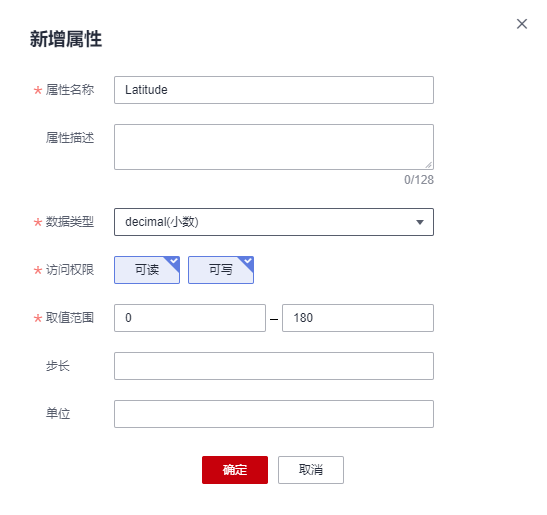 新增属性
* 属性名称 Latitude
属性描述
0/128
* 数据类型 decimal(小数)
* 访问权限 可读 可写
* 取值范围 0 – 180
步长
单位
确定 取消